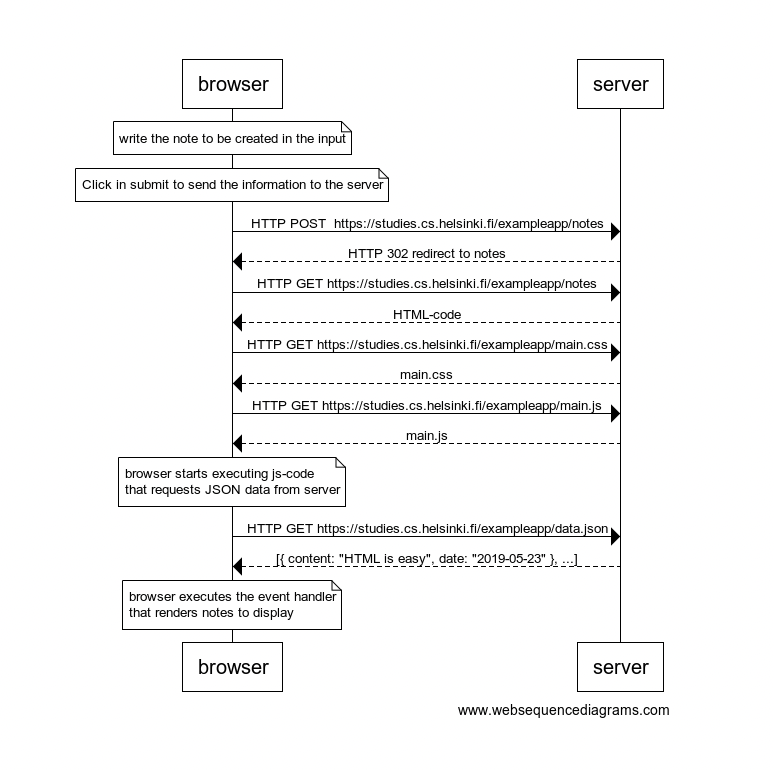 browser
server
write the note to be created in the input
Click in submit to send the information to the server
HTTP POST  https://studies.cs.helsinki.fi/exampleapp/notes
HTTP 302 redirect to notes
HTTP GET https://studies.cs.helsinki.fi/exampleapp/notes
HTML-code
HTTP GET https://studies.cs.helsinki.fi/exampleapp/main.css
main.css
HTTP GET https://studies.cs.helsinki.fi/exampleapp/main.js
main.js
browser starts executing js-code
that requests JSON data from server
HTTP GET https://studies.cs.helsinki.fi/exampleapp/data.json
[{ content: "HTML is easy", date: "2019-05-23" }, ...]
browser executes the event handler
that renders notes to display
browser
server
www.websequencediagrams.com